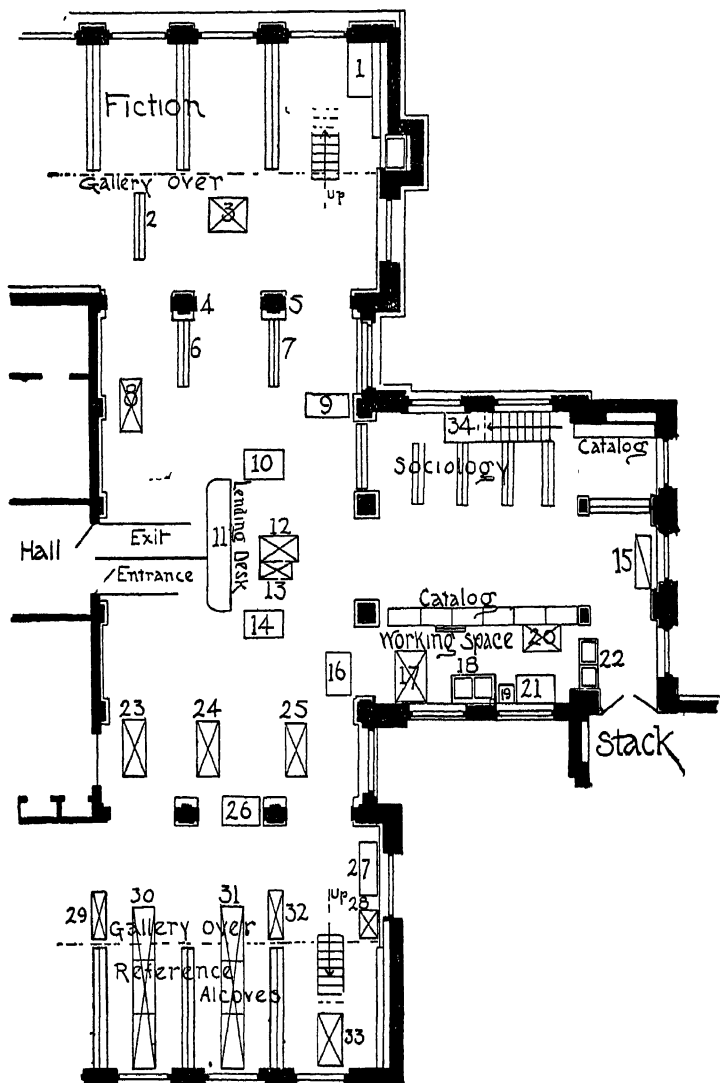 1
Fiction
Gallery over
up
2
3
4
5
6
7
8
9
34
Catalog
Sociology
10
Lending Desk
11
12
13
Exit
Hall
Entrance
15
14
Catalog
Working space
20
16
17
18
19
21
22
Stack
23
24
25
26
27
up
28
29
30
31
32
Gallery over
Reference
Alcoves
33